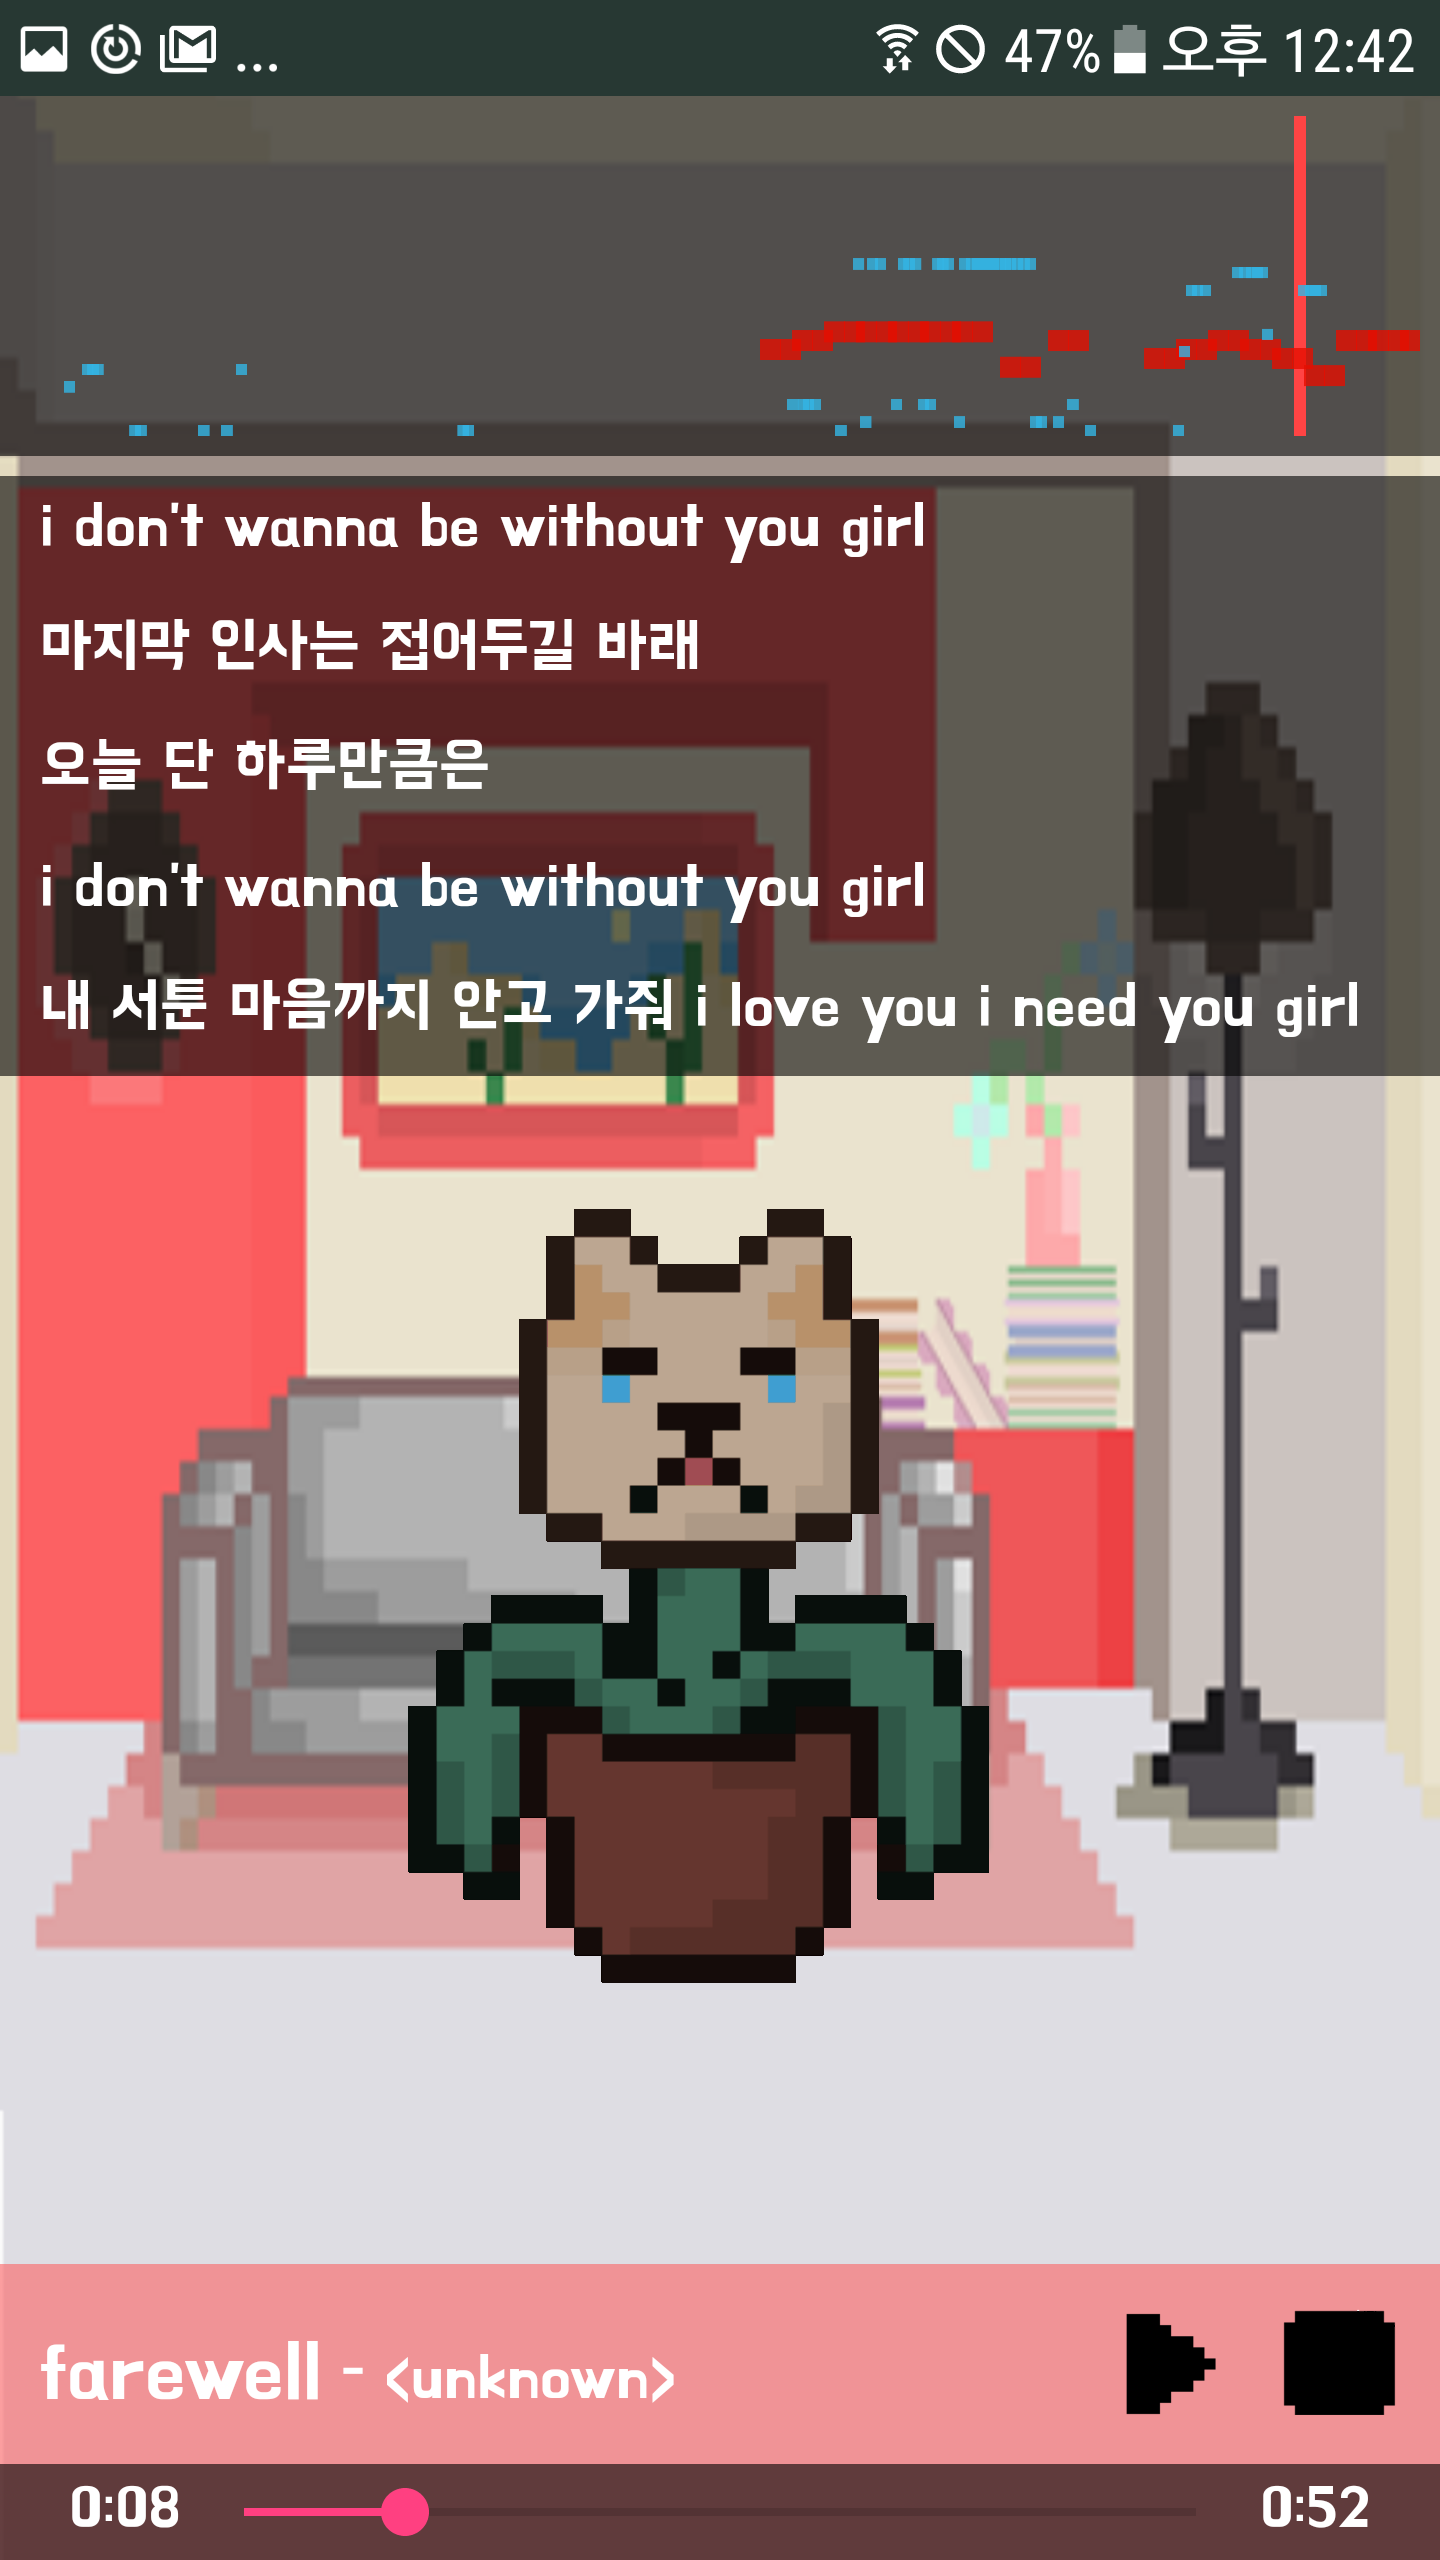 ... 47% 오후 12:42
i don't wanna be without you girl
마지막 인사는 접어두길 바래
오늘 단 하루만큼은
i don't wanna be without you girl
내 서툰 마음까지 안고 가줘 i love you i need you girl
farewell - <unknown>
0:08 0:52